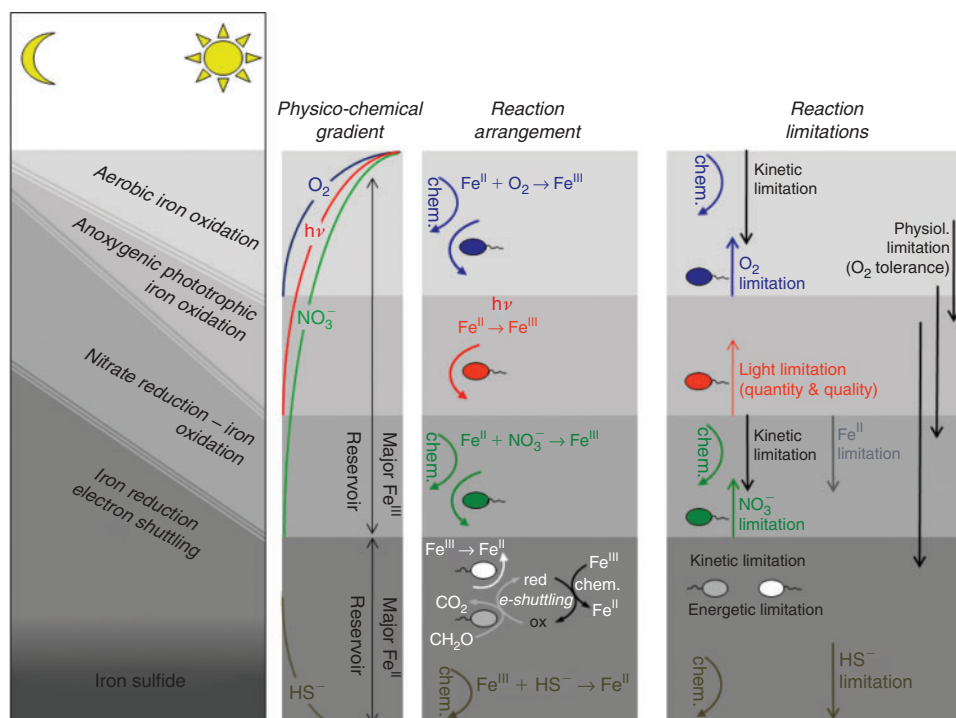 Physico-chemical
gradient
Reaction
arrangement
Reaction
limitations
Aerobic iron oxidation
Anoxygenic phototrophic
iron oxidation
Nitrate reduction – iron
oxidation
Iron reduction
electron shuttling
Iron sulfide
O₂
hν
NO₃⁻
HS⁻
Major Feᴵᴵᴵ
Reservoir
Major Feᴵᴵ
Reservoir
chem.
Feᴵᴵ + O₂ → Feᴵᴵᴵ
hν
Feᴵᴵ → Feᴵᴵᴵ
chem.
Feᴵᴵ + NO₃⁻ → Feᴵᴵᴵ
Feᴵᴵᴵ → Feᴵᴵ
red
Feᴵᴵᴵ
chem.
CO₂
e-shuttling
ox
Feᴵᴵ
CH₂O
chem.
Feᴵᴵᴵ + HS⁻ → Feᴵᴵ
chem.
Kinetic
limitation
O₂
limitation
Physiol.
limitation
(O₂ tolerance)
Light limitation
(quantity & quality)
chem.
Kinetic
limitation
Feᴵᴵ
limitation
NO₃⁻
limitation
Kinetic limitation
Energetic limitation
chem.
HS⁻
limitation